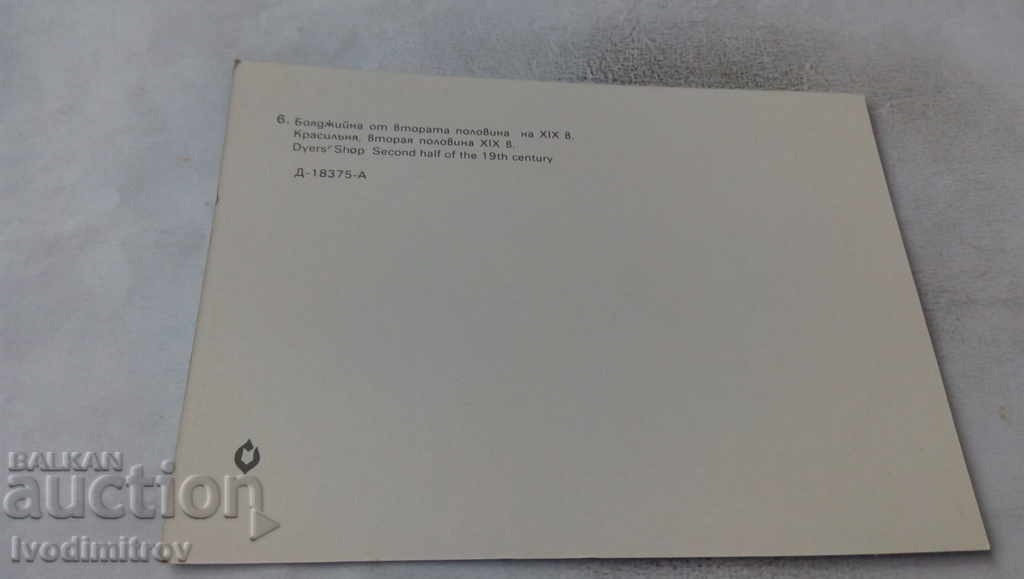 6. Бояджийна от втората половина на XIX в.
Красильня, вторая половина XIX в.
Dyers' Shop Second half of the 19th century
Д-18375-А
BALKAN
auction
Ivodimitrov